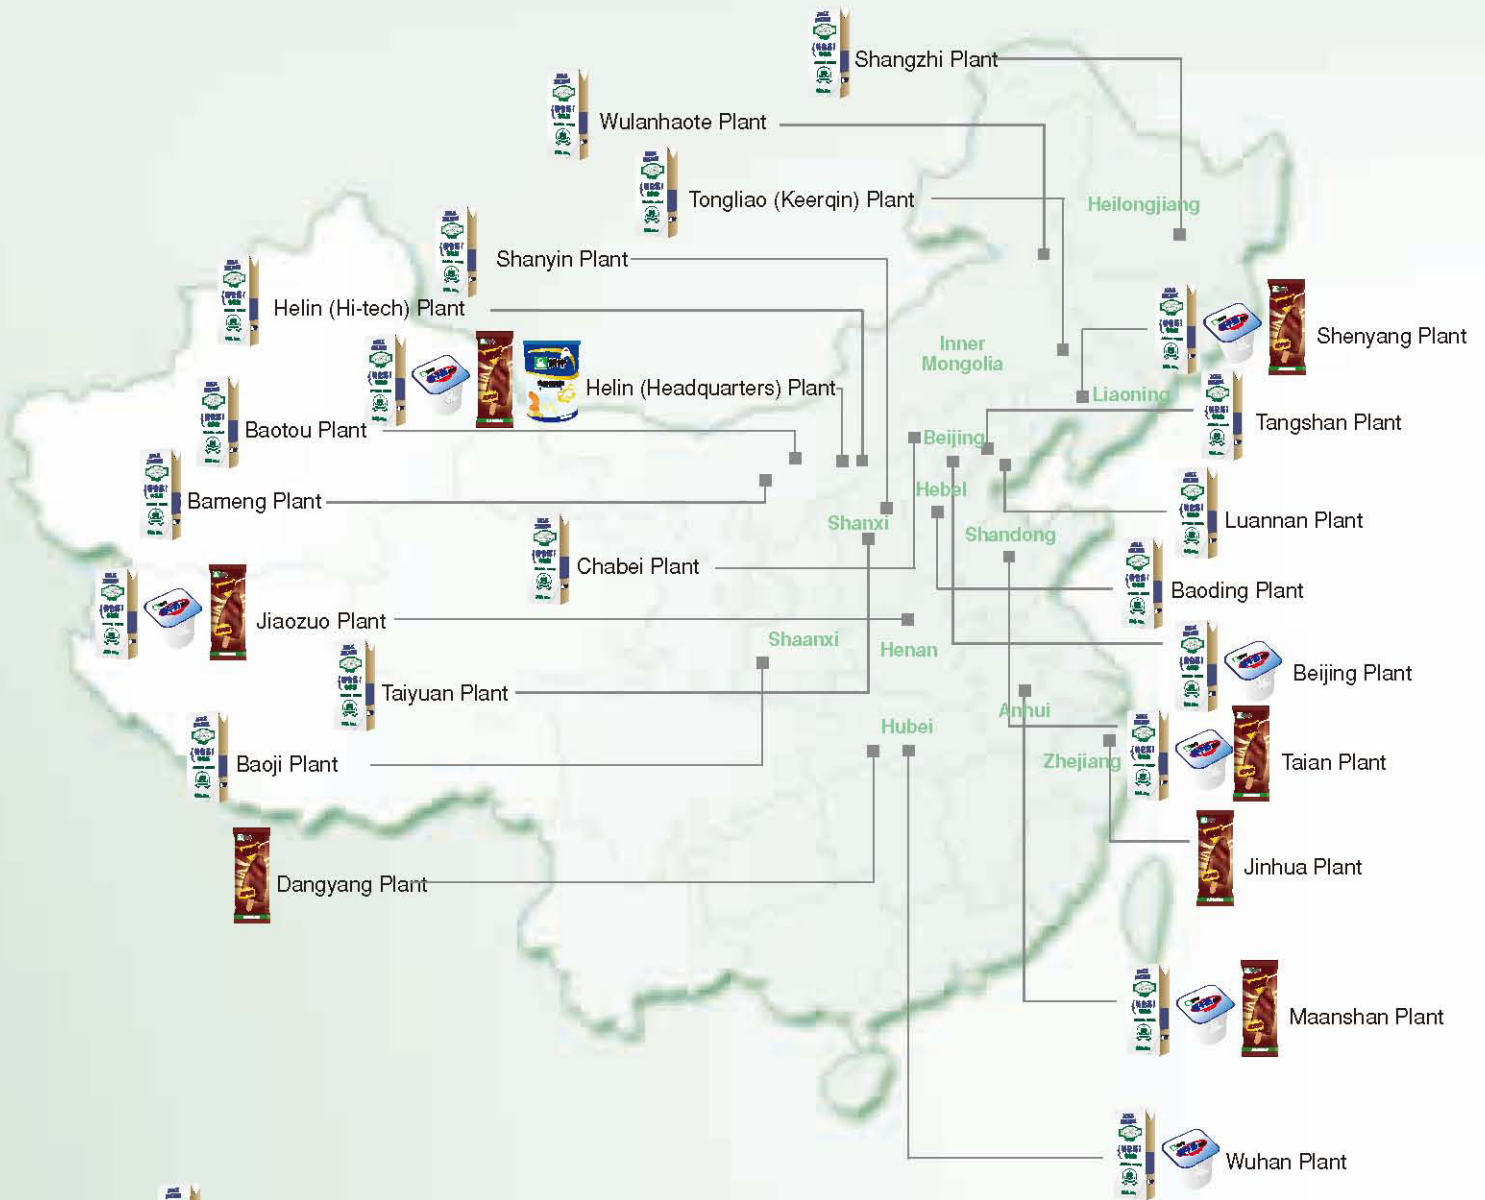 Shangzhi Plant
Wulanhaote Plant
Tongliao (Keerqin) Plant
Heilongjiang
Shanyin Plant
Helin (Hi-tech) Plant
Shenyang Plant
Inner
Mongolia
Helin (Headquarters) Plant
Liaoning
Baotou Plant
Tangshan Plant
Beijing
Bameng Plant
Hebei
Luannan Plant
Shanxi
Shandong
Chabei Plant
Baoding Plant
Jiaozuo Plant
Shaanxi
Henan
Beijing Plant
Taiyuan Plant
Anhui
Hubei
Zhejiang
Taian Plant
Baoji Plant
Jinhua Plant
Dangyang Plant
Maanshan Plant
Wuhan Plant